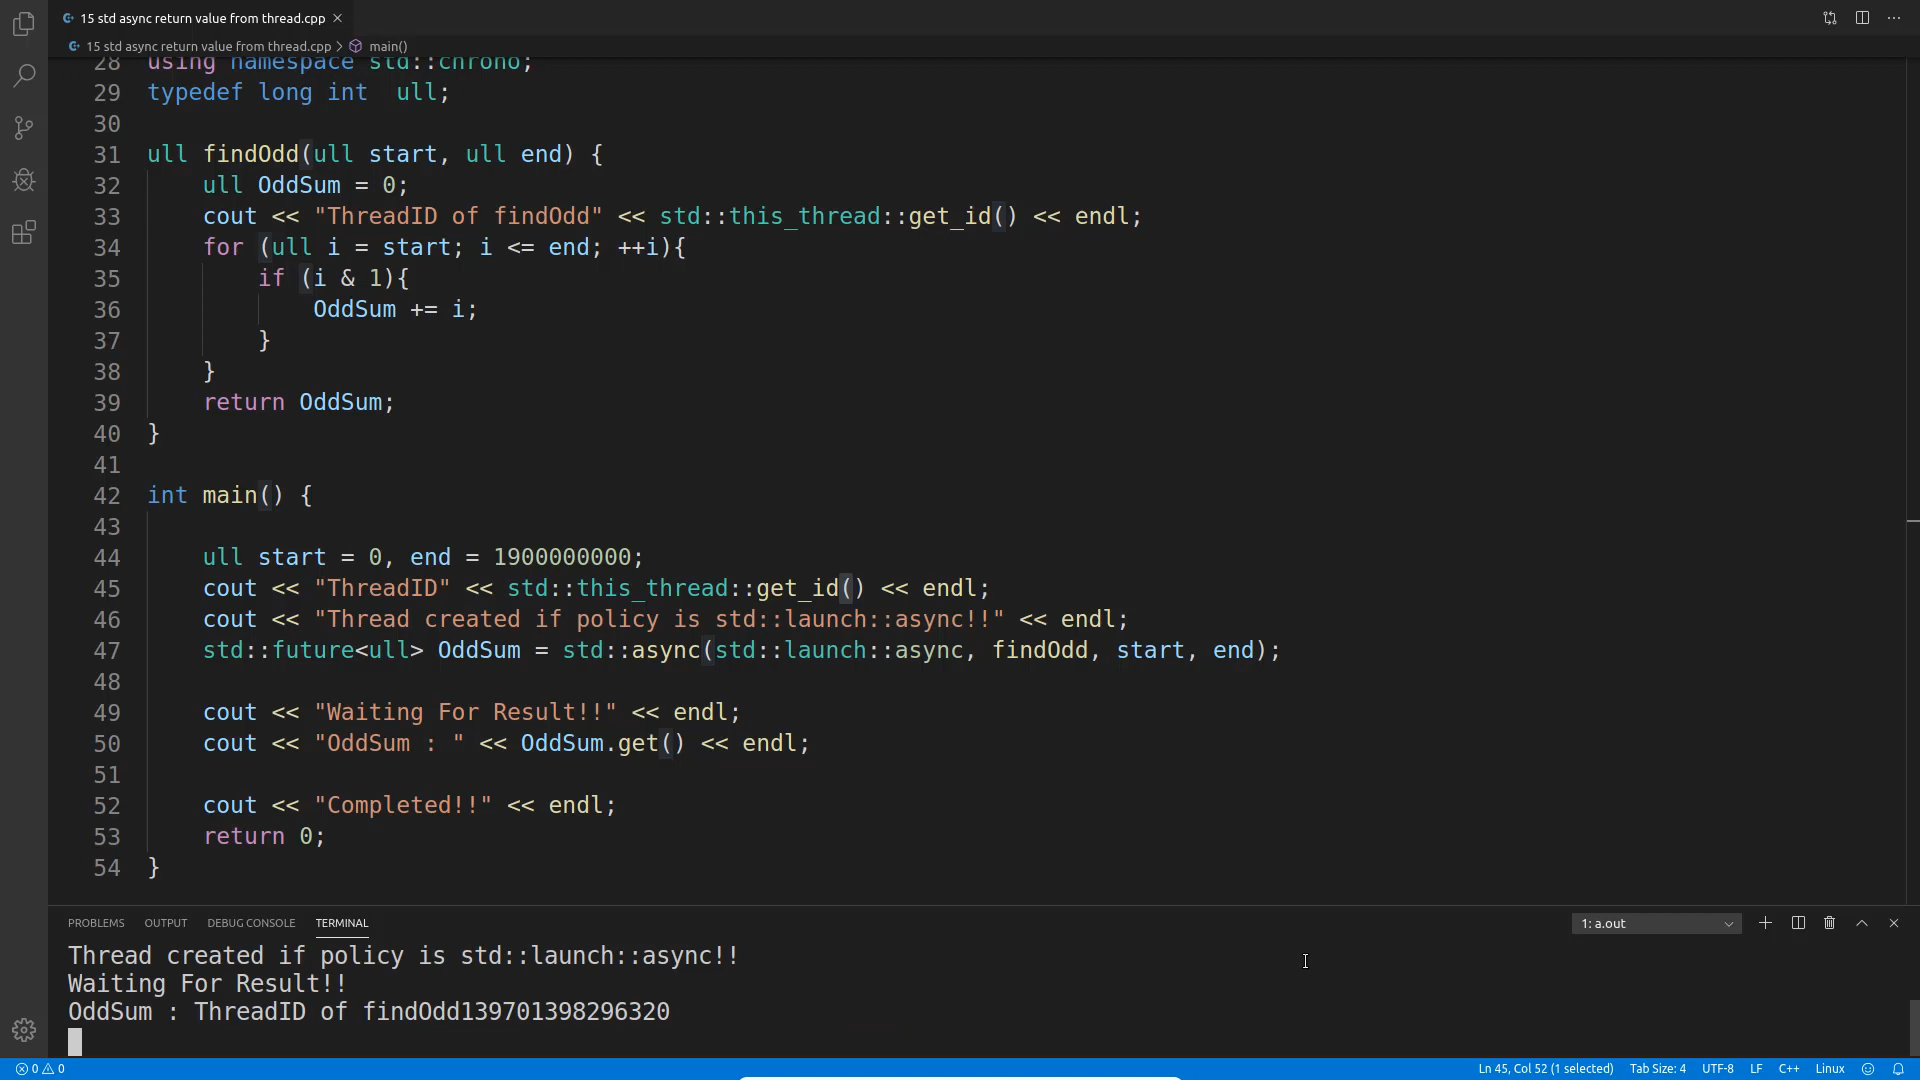 15 std async return value from thread.cpp
15 std async return value from thread.cpp > main()
28 using namespace std::chrono;
29 typedef long int  ull;
30
31 ull findOdd(ull start, ull end) {
32     ull OddSum = 0;
33     cout << "ThreadID of findOdd" << std::this_thread::get_id() << endl;
34     for (ull i = start; i <= end; ++i){
35         if (i & 1){
36             OddSum += i;
37         }
38     }
39     return OddSum;
40 }
41
42 int main() {
43
44     ull start = 0, end = 1900000000;
45     cout << "ThreadID" << std::this_thread::get_id() << endl;
46     cout << "Thread created if policy is std::launch::async!!" << endl;
47     std::future<ull> OddSum = std::async(std::launch::async, findOdd, start, end);
48
49     cout << "Waiting For Result!!" << endl;
50     cout << "OddSum : " << OddSum.get() << endl;
51
52     cout << "Completed!!" << endl;
53     return 0;
54 }
PROBLEMS OUTPUT DEBUG CONSOLE TERMINAL 1: a.out
Thread created if policy is std::launch::async!!
Waiting For Result!!
OddSum : ThreadID of findOdd139701398296320
0 0 Ln 45, Col 52 (1 selected) Tab Size: 4 UTF-8 LF C++ Linux